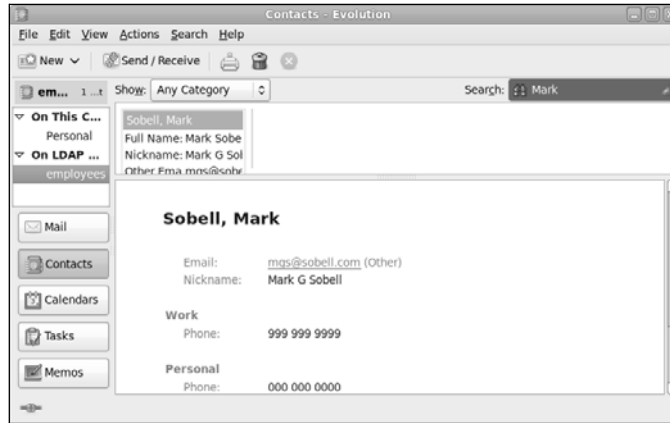 Contacts - Evolution
File Edit View Actions Search Help
New Send / Receive
em... 1 ...t Show: Any Category Search: Mark
On This C...
Personal
On LDAP ...
employees
Sobell, Mark
Full Name: Mark Sobe
Nickname: Mark G Sol
Other Ema mgs@sobe
Mail
Contacts
Calendars
Tasks
Memos
Sobell, Mark
Email: mgs@sobell.com (Other)
Nickname: Mark G Sobell
Work
Phone: 999 999 9999
Personal
Phone: 000 000 0000